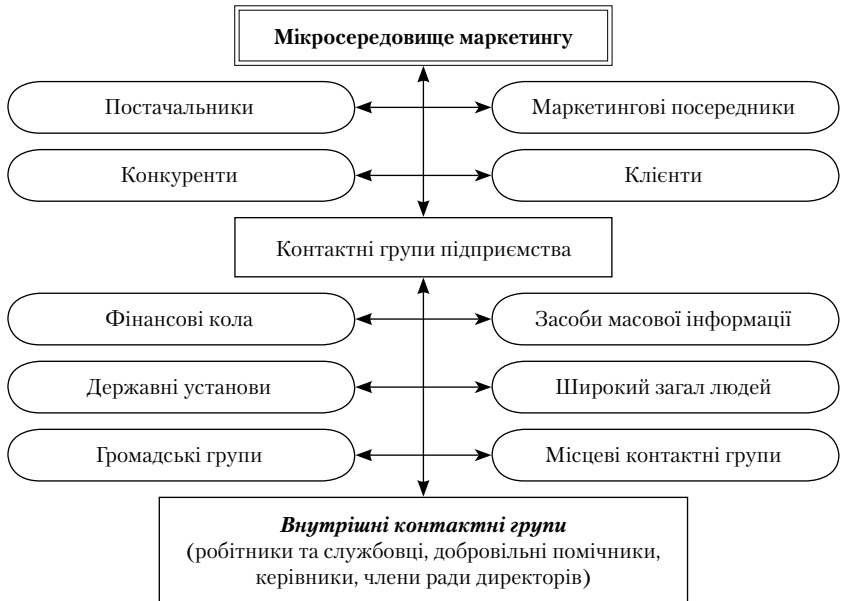 Мікросередовище маркетингу
Постачальники
Маркетингові посередники
Конкуренти
Клієнти
Контактні групи підприємства
Фінансові кола
Засоби масової інформації
Державні установи
Широкий загал людей
Громадські групи
Місцеві контактні групи
Внутрішні контактні групи
(робітники та службовці, добровільні помічники,
керівники, члени ради директорів)